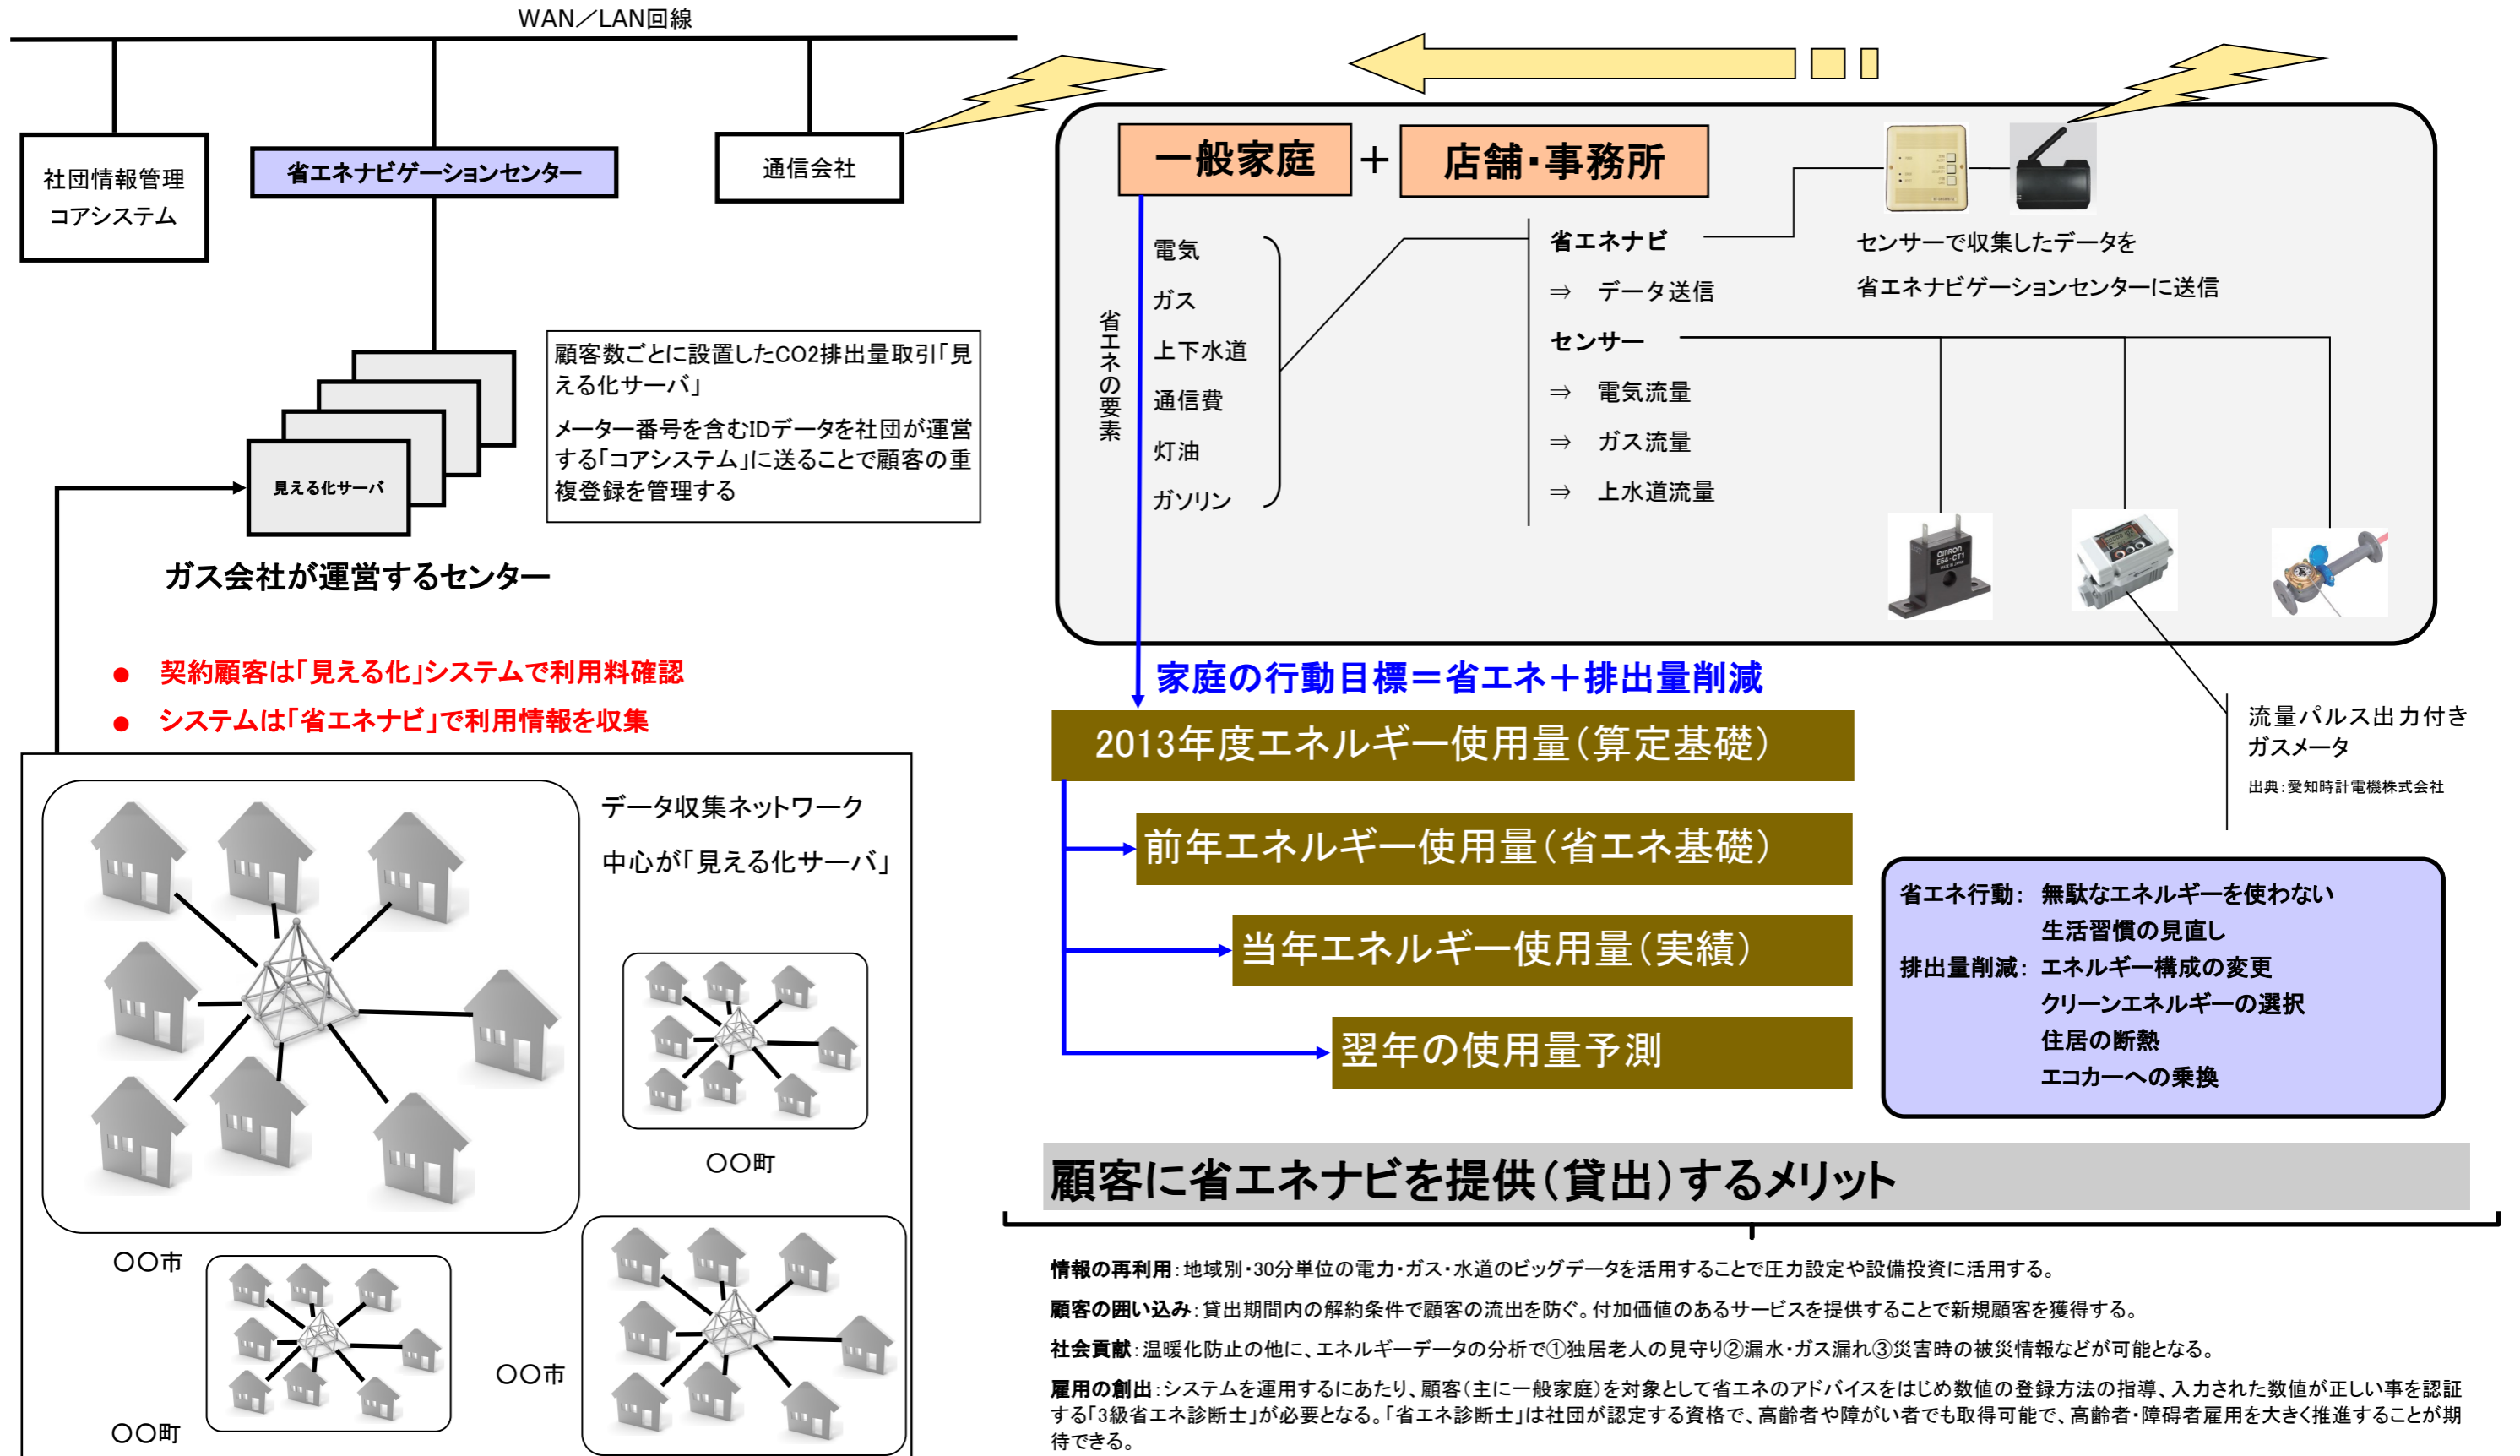 WAN／LAN回線
社団情報管理
コアシステム
省エネナビゲーションセンター
通信会社
顧客数ごとに設置したCO2排出量取引「見
える化サーバ」
メーター番号を含むIDデータを社団が運営
する「コアシステム」に送ることで顧客の重
複登録を管理する
見える化サーバ
ガス会社が運営するセンター
● 契約顧客は「見える化」システムで利用料確認
● システムは「省エネナビ」で利用情報を収集
データ収集ネットワーク
中心が「見える化サーバ」
〇〇町
〇〇市
〇〇市
〇〇町
一般家庭
＋
店舗・事務所
省エネの要素
電気
ガス
上下水道
通信費
灯油
ガソリン
省エネナビ
⇒ データ送信
センサー
⇒ 電気流量
⇒ ガス流量
⇒ 上水道流量
センサーで収集したデータを
省エネナビゲーションセンターに送信
OMRON
E54-CT1
流量パルス出力付き
ガスメータ
出典：愛知時計電機株式会社
家庭の行動目標＝省エネ＋排出量削減
2013年度エネルギー使用量（算定基礎）
前年エネルギー使用量（省エネ基礎）
当年エネルギー使用量（実績）
翌年の使用量予測
省エネ行動： 無駄なエネルギーを使わない
生活習慣の見直し
排出量削減： エネルギー構成の変更
クリーンエネルギーの選択
住居の断熱
エコカーへの乗換
顧客に省エネナビを提供（貸出）するメリット
情報の再利用：地域別・30分単位の電力・ガス・水道のビッグデータを活用することで圧力設定や設備投資に活用する。
顧客の囲い込み：貸出期間内の解約条件で顧客の流出を防ぐ。付加価値のあるサービスを提供することで新規顧客を獲得する。
社会貢献：温暖化防止の他に、エネルギーデータの分析で①独居老人の見守り②漏水・ガス漏れ③災害時の被災情報などが可能となる。
雇用の創出：システムを運用するにあたり、顧客（主に一般家庭）を対象として省エネのアドバイスをはじめ数値の登録方法の指導、入力された数値が正しい事を認証
する「3級省エネ診断士」が必要となる。「省エネ診断士」は社団が認定する資格で、高齢者や障がい者でも取得可能で、高齢者・障碍者雇用を大きく推進することが期
待できる。